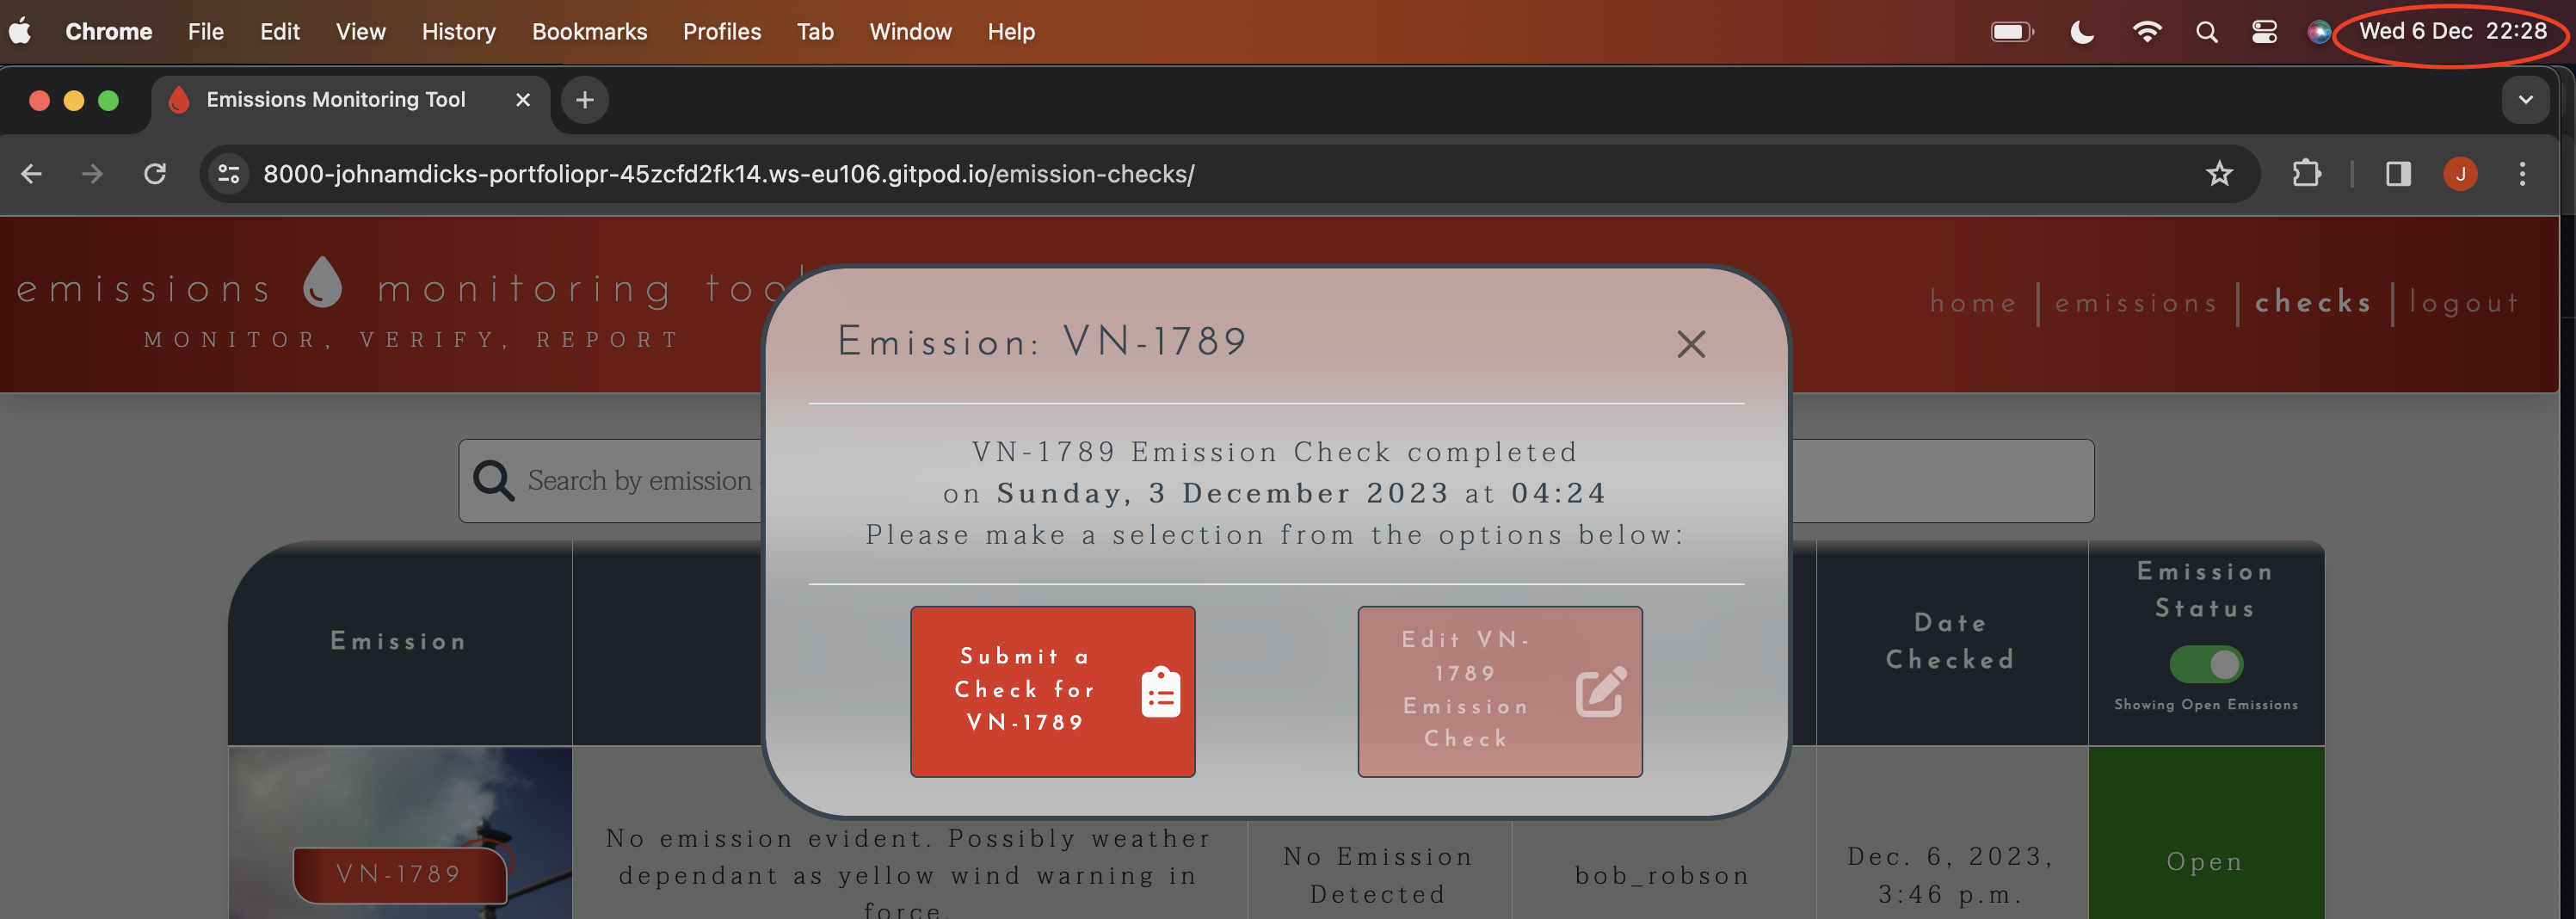 Chrome File Edit View History Bookmarks Profiles Tab Window Help Wed 6 Dec 22:28
Emissions Monitoring Tool
8000-johnamdicks-portfoliopr-45zcfd2fk14.ws-eu106.gitpod.io/emission-checks/ J
emissions monitoring too
MONITOR, VERIFY, REPORT
home emissions checks logout
Emission: VN-1789
VN-1789 Emission Check completed
on Sunday, 3 December 2023 at 04:24
Please make a selection from the options below:
Submit a
Check for
VN-1789
Edit VN-
1789
Emission
Check
Search by emission
Emission
Date
Checked
Emission
Status
Showing Open Emissions
VN-1789
No emission evident. Possibly weather
dependant as yellow wind warning in
force.
No Emission
Detected
bob_robson
Dec. 6, 2023,
3:46 p.m.
Open